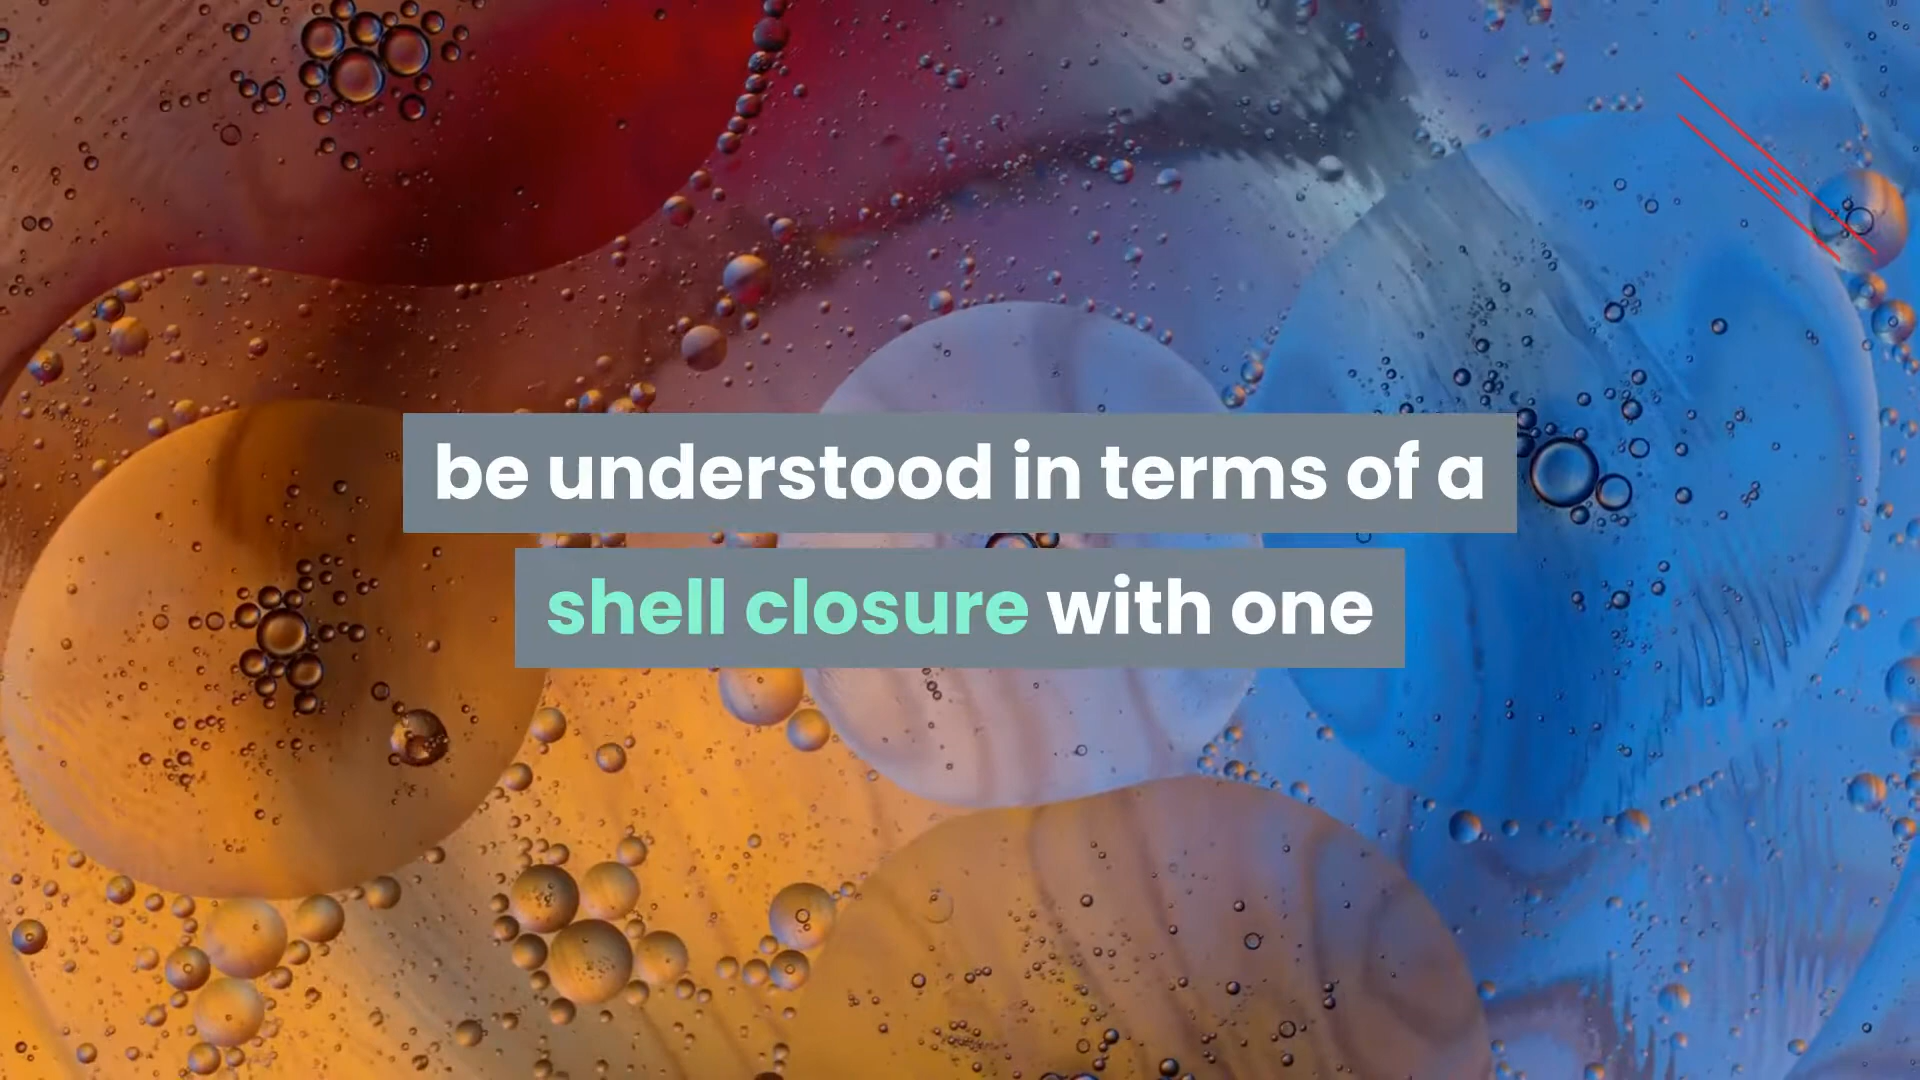 be understood in terms of a
shell closure with one